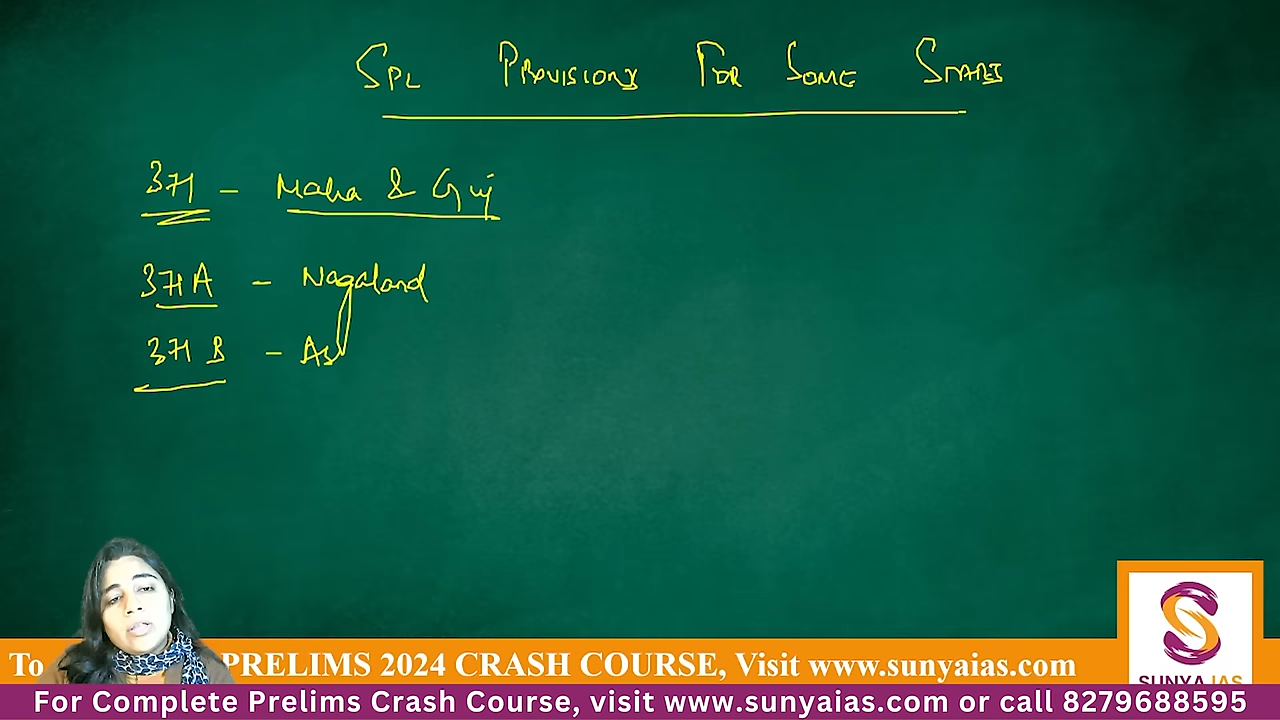 SPL PROVISIONS FOR SOME STATES
371 - Maha & Guj
371A - Nagaland
371 B - As
To PRELIMS 2024 CRASH COURSE, Visit www.sunyaias.com
SUNYA IAS
For Complete Prelims Crash Course, visit www.sunyaias.com or call 8279688595